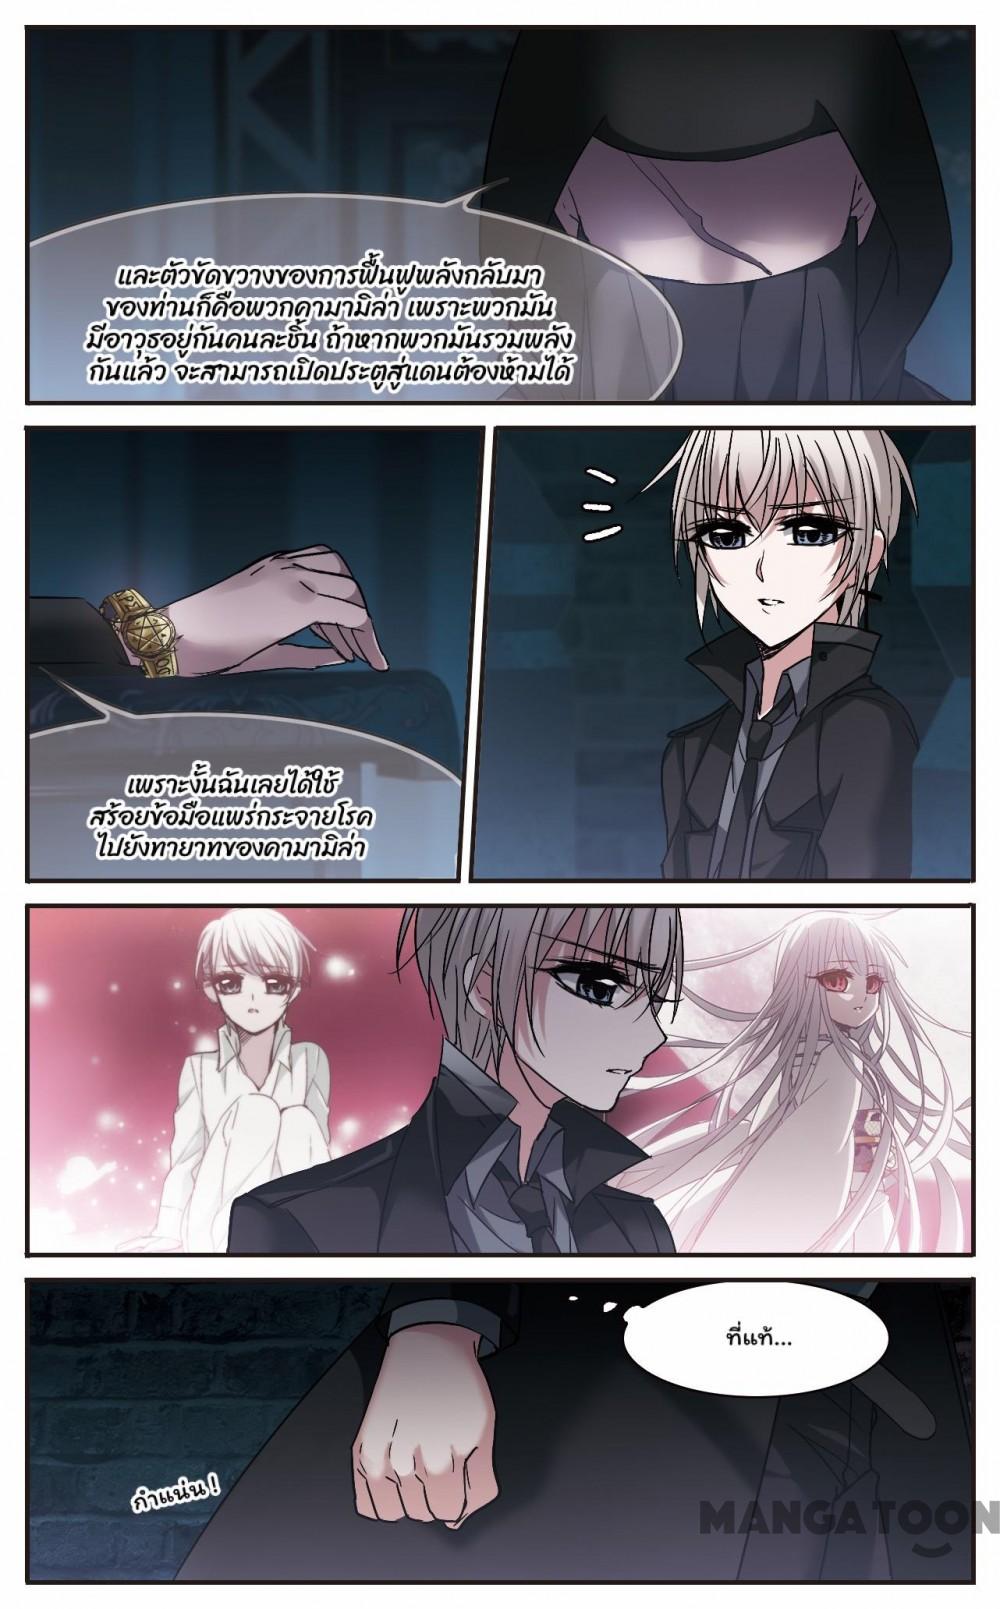 และตัวขัดขวางของการฟื้นฟูพลังกลับมา
ของท่านก็คือพวกคามามิล่า เพราะพวกมัน
มีอาวุธอยู่กันคนละชิ้น ถ้าหากพวกมันรวมพลัง
กันแล้ว จะสามารถเปิดประตูสู่แดนต้องห้ามได้
เพราะงั้นฉันเลยได้ใช้
สร้อยข้อมือแพร่กระจายโรค
ไปยังทายาทของคามามิล่า
ที่แท้...
กำแน่น !
MANGATOON